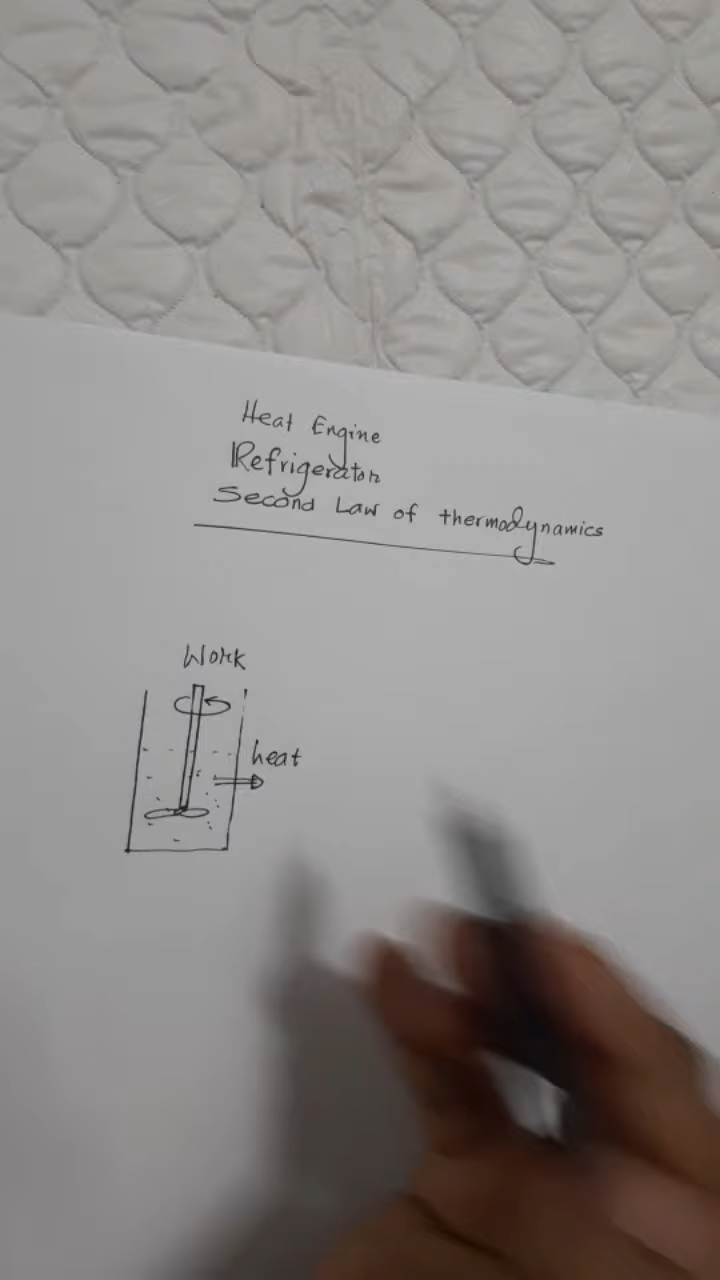 Heat Engine
Refrigerator
Second Law of thermodynamics
Work
heat